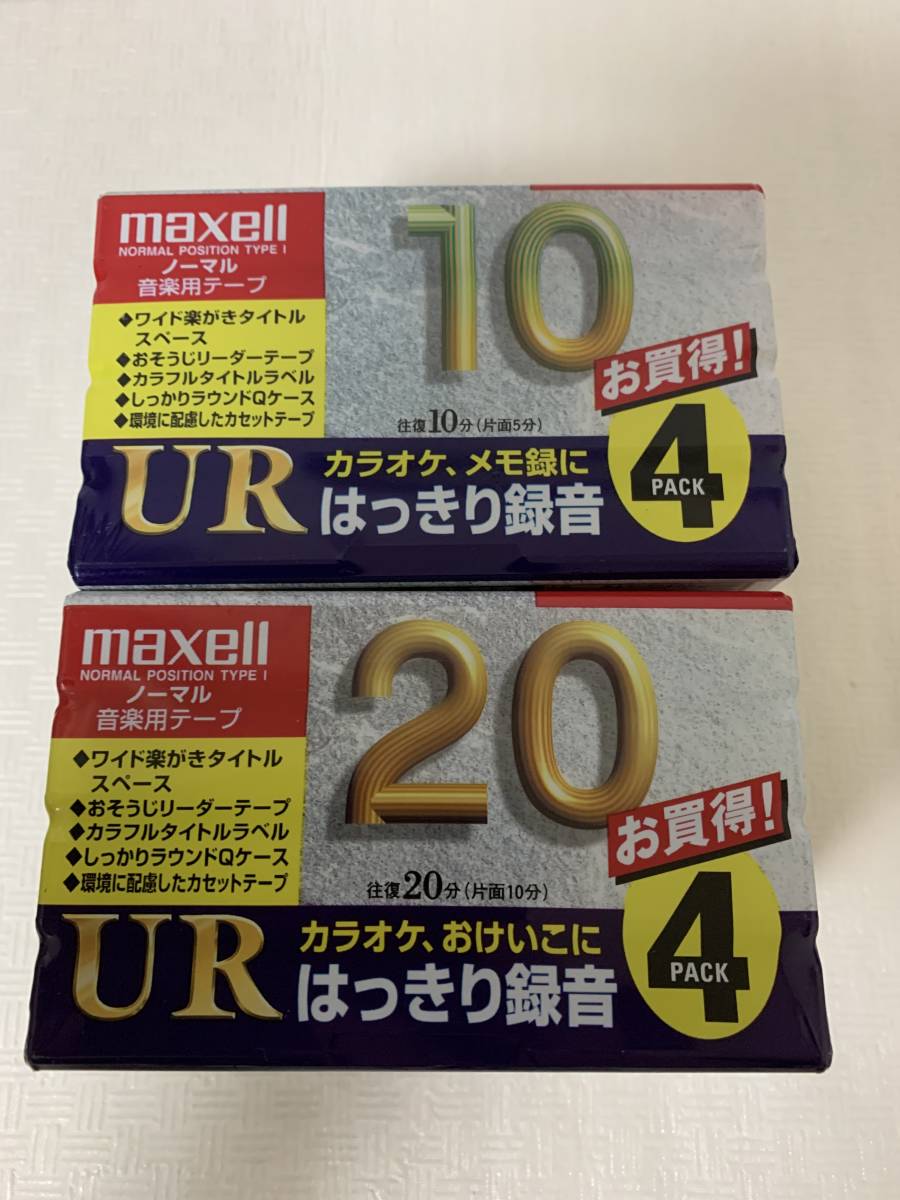 maxell
NORMAL POSITION TYPE I
ノーマル
音楽用テープ
◆ワイド楽がきタイトル
スペース
◆おそうじリーダーテープ
◆カラフルタイトルラベル
◆しっかりラウンドQケース
◆環境に配慮したカセットテープ
10
往復10分(片面5分)
お買得!
4
PACK
UR
カラオケ、メモ録に
はっきり録音
maxell
NORMAL POSITION TYPE I
ノーマル
音楽用テープ
◆ワイド楽がきタイトル
スペース
◆おそうじリーダーテープ
◆カラフルタイトルラベル
◆しっかりラウンドQケース
◆環境に配慮したカセットテープ
20
往復20分(片面10分)
お買得!
4
PACK
UR
カラオケ、おけいこに
はっきり録音